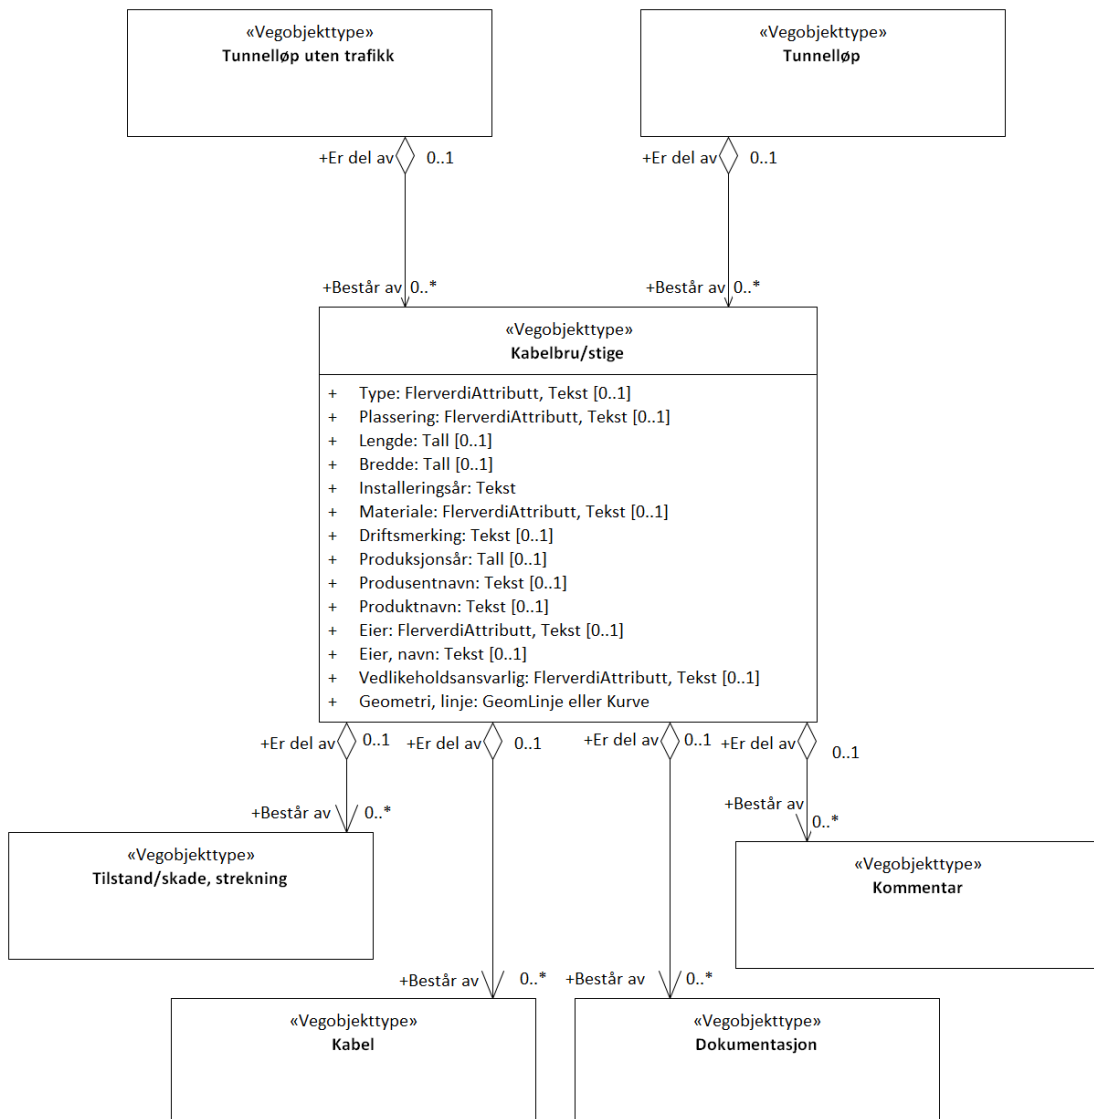 «Vegobjekttype»
Tunnelløp uten trafikk
«Vegobjekttype»
Tunnelløp
+Er del av 0..1
+Er del av 0..1
+Består av 0..*
+Består av 0..*
«Vegobjekttype»
Kabelbru/stige
+ Type: FlerverdiAttributt, Tekst [0..1]
+ Plassering: FlerverdiAttributt, Tekst [0..1]
+ Lengde: Tall [0..1]
+ Bredde: Tall [0..1]
+ Installeringsår: Tekst
+ Materiale: FlerverdiAttributt, Tekst [0..1]
+ Driftsmerking: Tekst [0..1]
+ Produksjonsår: Tall [0..1]
+ Produsentnavn: Tekst [0..1]
+ Produktnavn: Tekst [0..1]
+ Eier: FlerverdiAttributt, Tekst [0..1]
+ Eier, navn: Tekst [0..1]
+ Vedlikeholdsansvarlig: FlerverdiAttributt, Tekst [0..1]
+ Geometri, linje: GeomLinje eller Kurve
+Er del av 0..1
+Er del av 0..1
+Er del av 0..1
+Er del av 0..1
+Består av 0..*
+Består av 0..*
«Vegobjekttype»
Tilstand/skade, strekning
«Vegobjekttype»
Kommentar
+Består av 0..*
+Består av 0..*
«Vegobjekttype»
Kabel
«Vegobjekttype»
Dokumentasjon